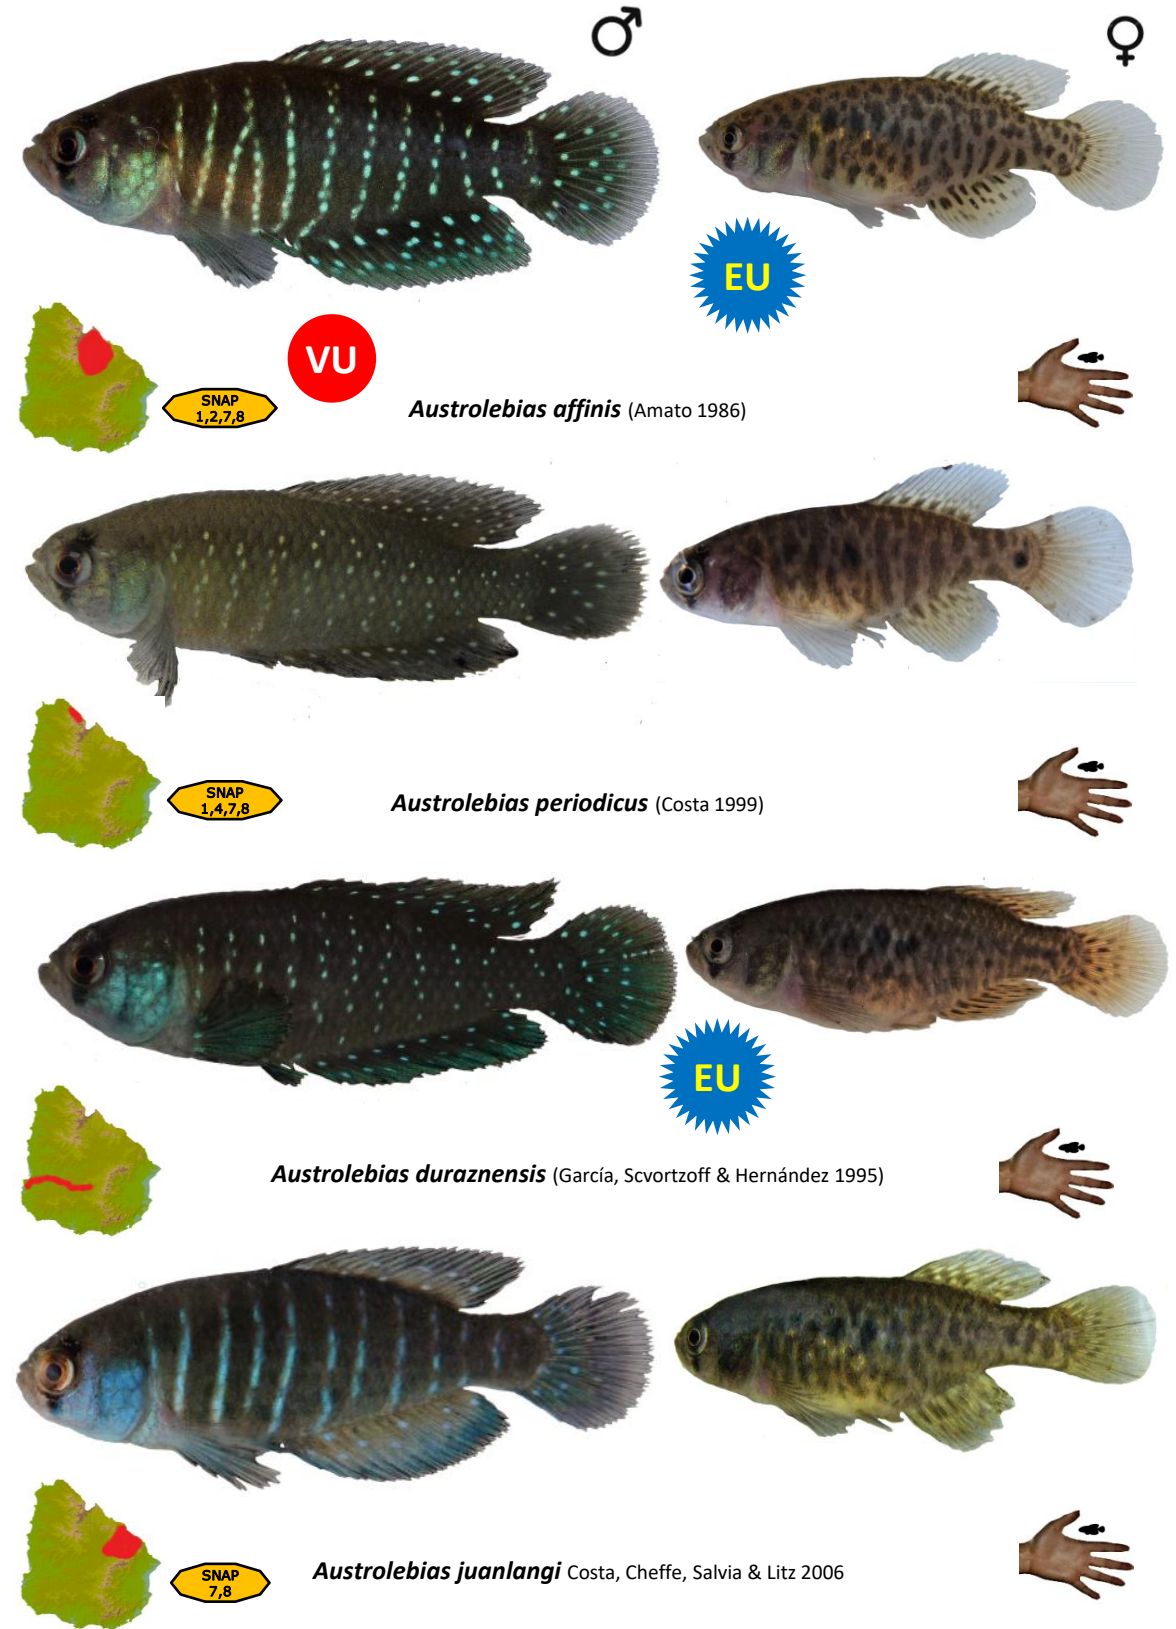 ♂
♀
EU
VU
SNAP
1,2,7,8
Austrolebias affinis (Amato 1986)
SNAP
1,4,7,8
Austrolebias periodicus (Costa 1999)
EU
Austrolebias duraznensis (García, Scvortzoff & Hernández 1995)
SNAP
7,8
Austrolebias juanlangi Costa, Cheffe, Salvia & Litz 2006